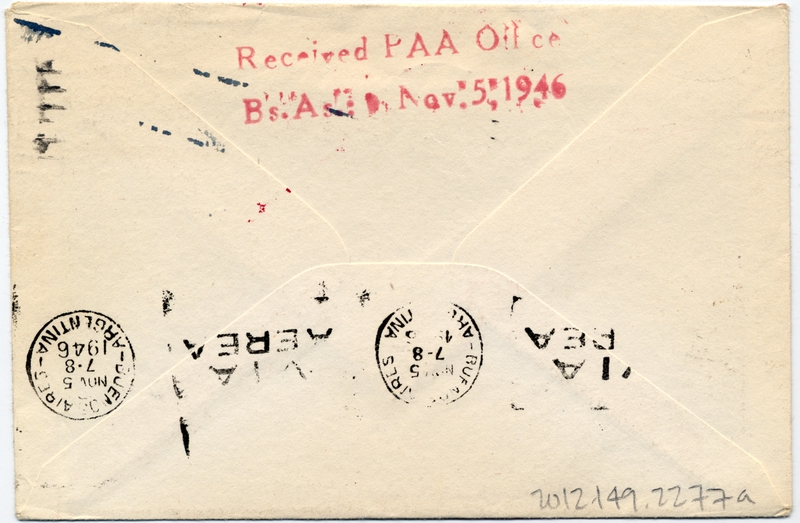 Received PAA Office
Bs. As. Nov. 5, 1946
BUENOS AIRES
NOV 5
7-8
1946
ARGENTINA
VIA
AEREA
BUENOS AIRES
5
7-8
ARGENTINA
VIA
AEREA
2012.149.2277a